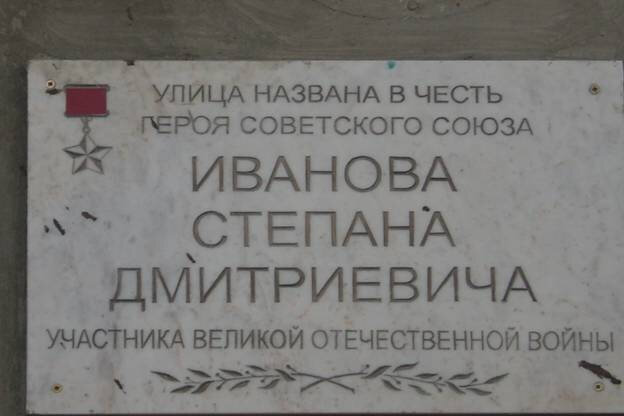 УЛИЦА НАЗВАНА В ЧЕСТЬ
ГЕРОЯ СОВЕТСКОГО СОЮЗА
ИВАНОВА
СТЕПАНА
ДМИТРИЕВИЧА
УЧАСТНИКА ВЕЛИКОЙ ОТЕЧЕСТВЕННОЙ ВОЙНЫ